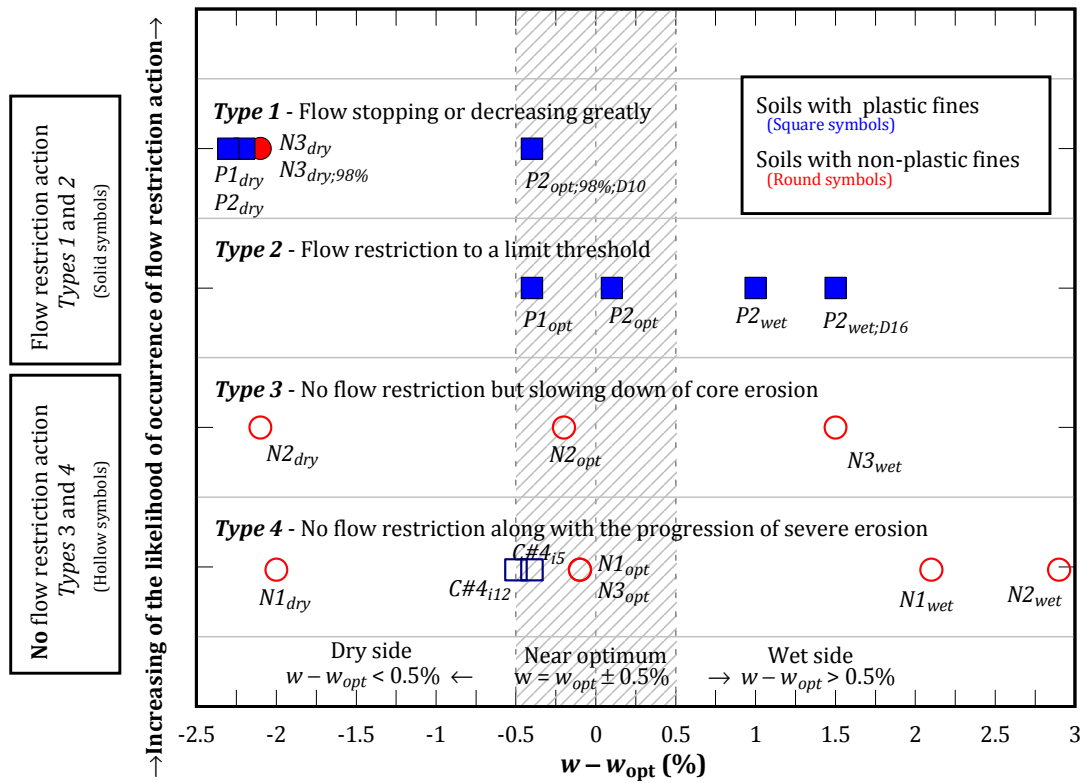 Flow restriction action
Types 1 and 2
(Solid symbols)
No flow restriction action
Types 3 and 4
(Hollow symbols)
→Increasing of the likelihood of occurrence of flow restriction action→
Type 1 - Flow stopping or decreasing greatly
N3dry
N3dry;98%
P1dry
P2dry
P2opt;98%;D10
Soils with plastic fines
(Square symbols)
Soils with non-plastic fines
(Round symbols)
Type 2 - Flow restriction to a limit threshold
P1opt
P2opt
P2wet
P2wet;D16
Type 3 - No flow restriction but slowing down of core erosion
N2dry
N2opt
N3wet
Type 4 - No flow restriction along with the progression of severe erosion
C#4i5
C#4i12
N1dry
N1opt
N3opt
N1wet
N2wet
Dry side
w – wopt < 0.5% ←
Near optimum
w = wopt ± 0.5%
Wet side
→ w – wopt > 0.5%
-2.5 -2 -1.5 -1 -0.5 0 0.5 1 1.5 2 2.5 3
w – wopt (%)